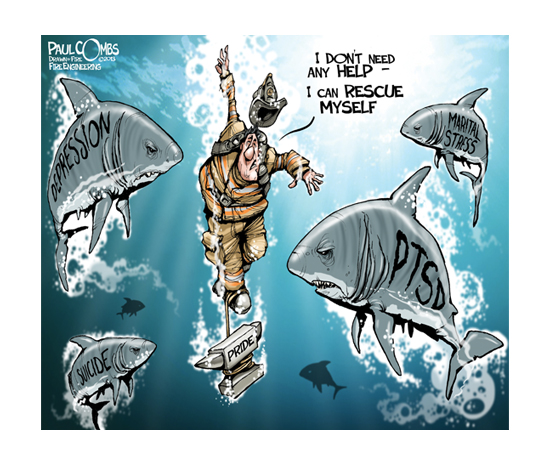 PAUL COMBS
DRAWN BY FIRE ©2013
FIRE ENGINEERING
I DON'T NEED
ANY HELP -
I CAN RESCUE
MYSELF
DEPRESSION
MARITAL
STRESS
PTSD
SUICIDE
PRIDE